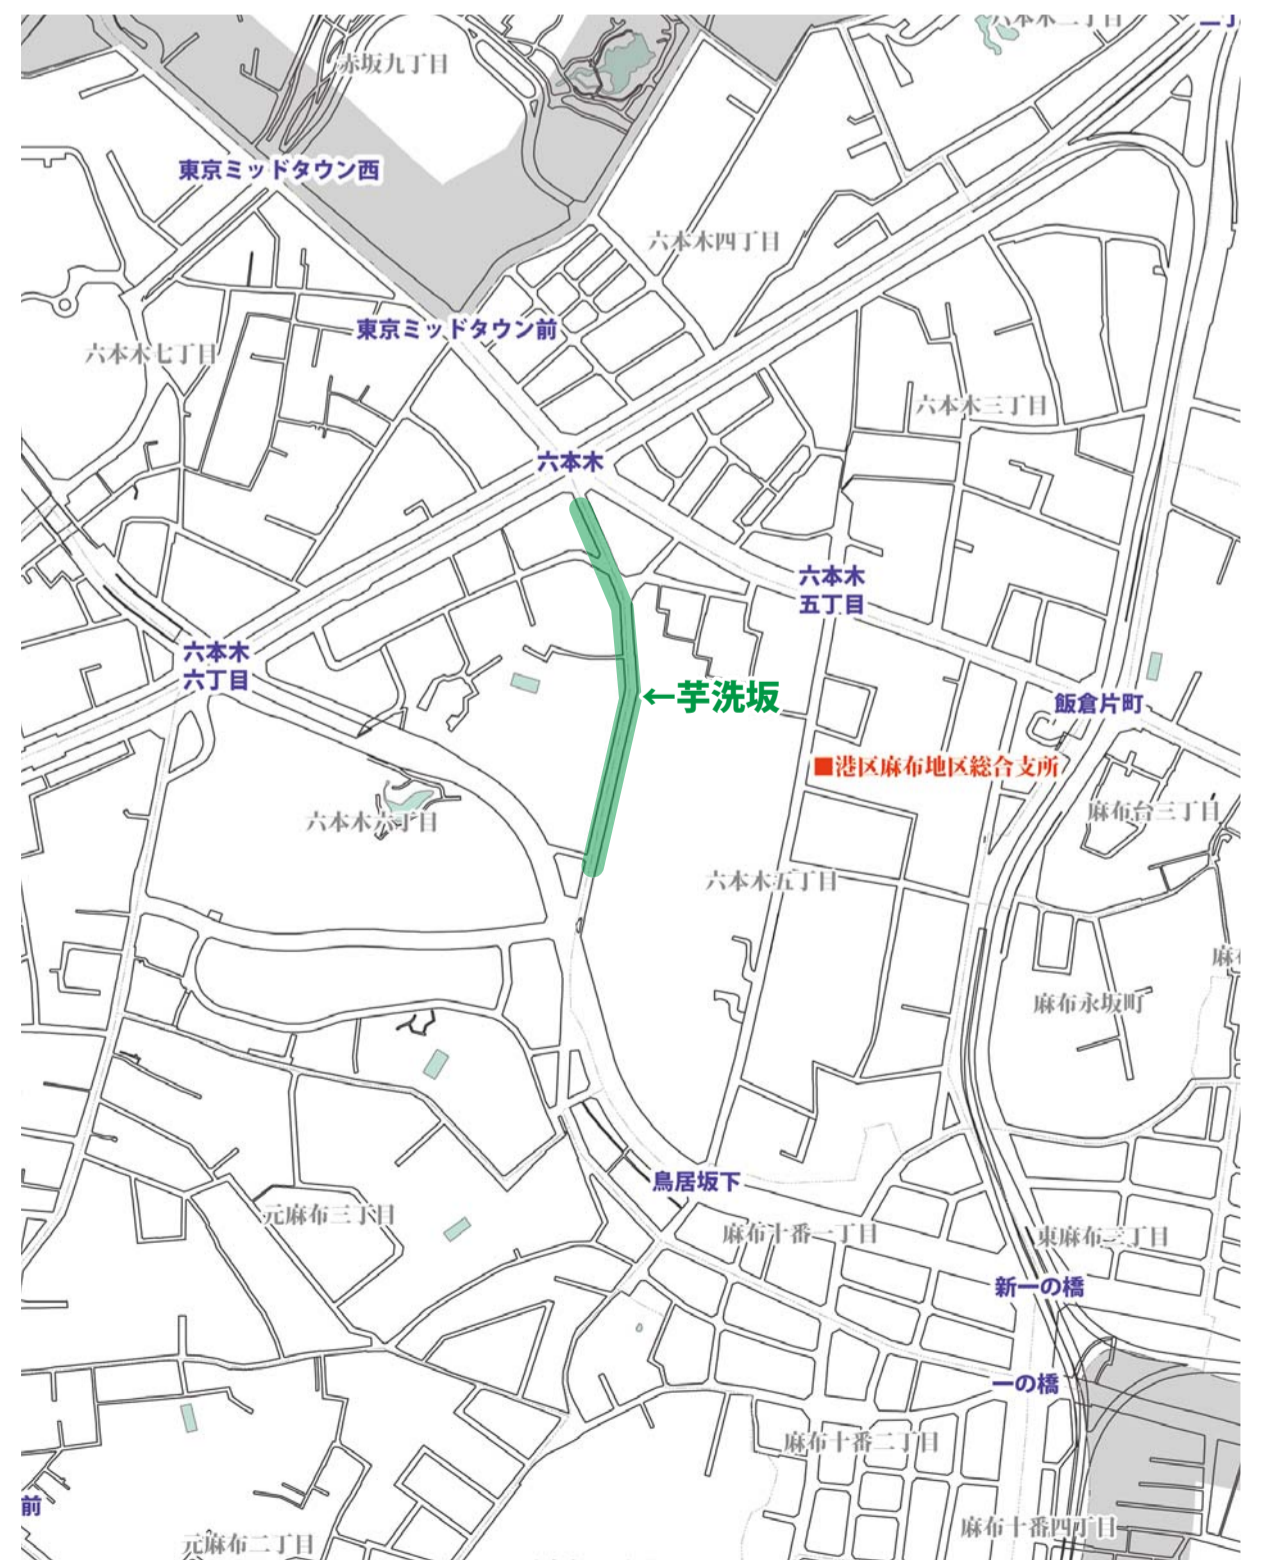 六本木二丁目
赤坂九丁目
東京ミッドタウン西
六本木四丁目
東京ミッドタウン前
六本木七丁目
六本木三丁目
六本木
六本木
五丁目
六本木
六丁目
←芋洗坂
飯倉片町
■港区麻布地区総合支所
麻布台三丁目
六本木六丁目
六本木五丁目
麻布永坂町
鳥居坂下
元麻布三丁目
麻布十番一丁目
東麻布三丁目
新一の橋
一の橋
麻布十番二丁目
前
麻布十番四丁目
元麻布二丁目